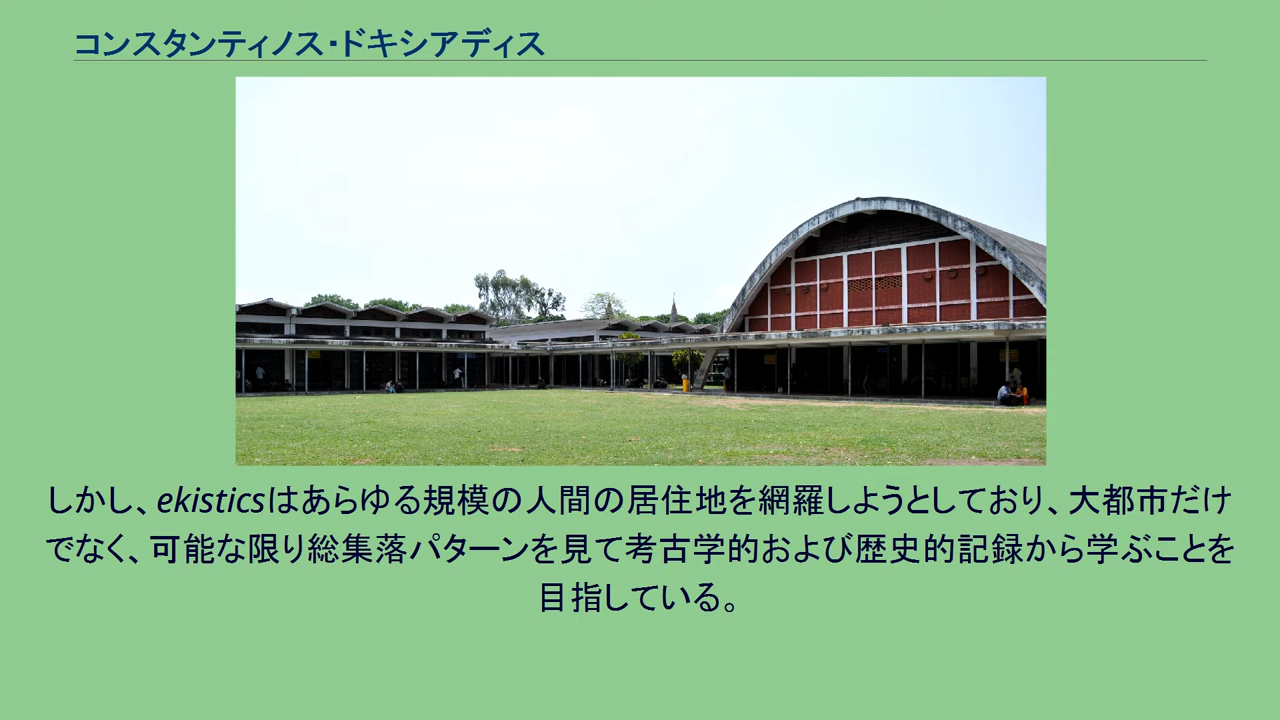 コンスタンティノス・ドキシアディス
しかし、ekisticsはあらゆる規模の人間の居住地を網羅しようとしており、大都市だけ
でなく、可能な限り総集落パターンを見て考古学的および歴史的記録から学ぶことを
目指している。